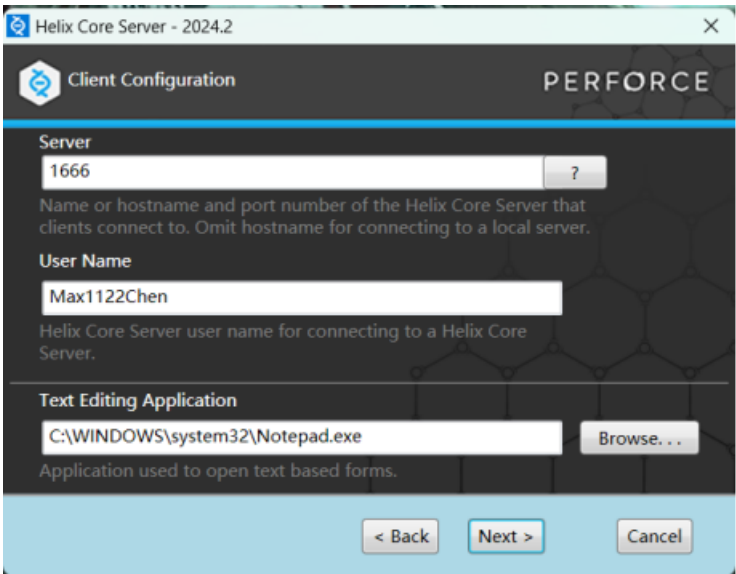 Helix Core Server - 2024.2
Client Configuration
PERFORCE
Server
1666
?
Name or hostname and port number of the Helix Core Server that
clients connect to. Omit hostname for connecting to a local server.
User Name
Max1122Chen
Helix Core Server user name for connecting to a Helix Core
Server.
Text Editing Application
C:\WINDOWS\system32\Notepad.exe
Browse. . .
Application used to open text based forms.
< Back
Next >
Cancel